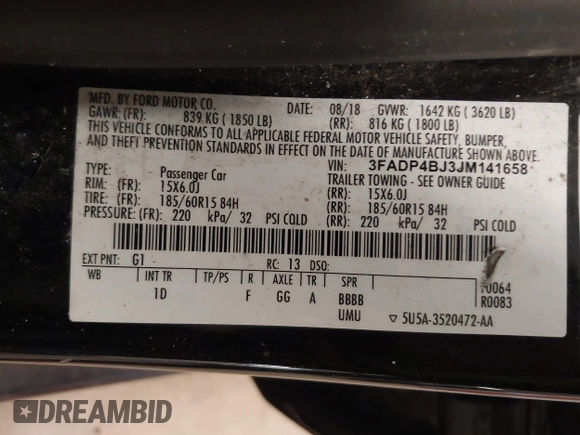 MFD. BY FORD MOTOR CO.
DATE: 08/18 GVWR: 1642 KG ( 3620 LB)
GAWR: (FR): 839 KG ( 1850 LB) (RR): 816 KG ( 1800 LB)
THIS VEHICLE CONFORMS TO ALL APPLICABLE FEDERAL MOTOR VEHICLE SAFETY, BUMPER,
AND THEFT PREVENTION STANDARDS IN EFFECT ON THE DATE OF MANUFACTURE SHOWN ABOVE.
VIN: 3FADP4BJ3JM141658
TYPE: Passenger Car TRAILER TOWING - SEE OWNER GUIDE
RIM: (FR): 15X6.0J (RR): 15X6.0J
TIRE: (FR): 185/60R15 84H (RR): 185/60R15 84H
PRESSURE: (FR): 220 kPa/ 32 PSI COLD (RR): 220 kPa/ 32 PSI COLD
EXT PNT: G1 RC: 13 DSO:
WB INT TR TP/PS R AXLE TR SPR
1D F GG A BBBB
UMU
0064
R0083
▽ 5U5A-3520472-AA
DREAMBID